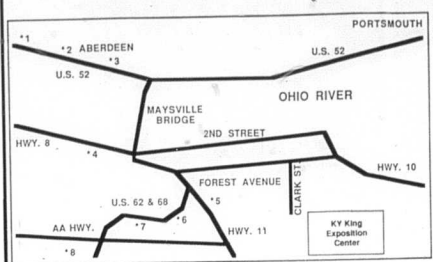 PORTSMOUTH
*1
*2 ABERDEEN
*3
U.S. 52
U.S. 52
OHIO RIVER
MAYSVILLE
BRIDGE
2ND STREET
HWY. 8
*4
HWY. 10
FOREST AVENUE
CLARK ST.
U.S. 62 & 68
*5
*6
*7
AA HWY.
HWY. 11
*8
KY King
Exposition
Center